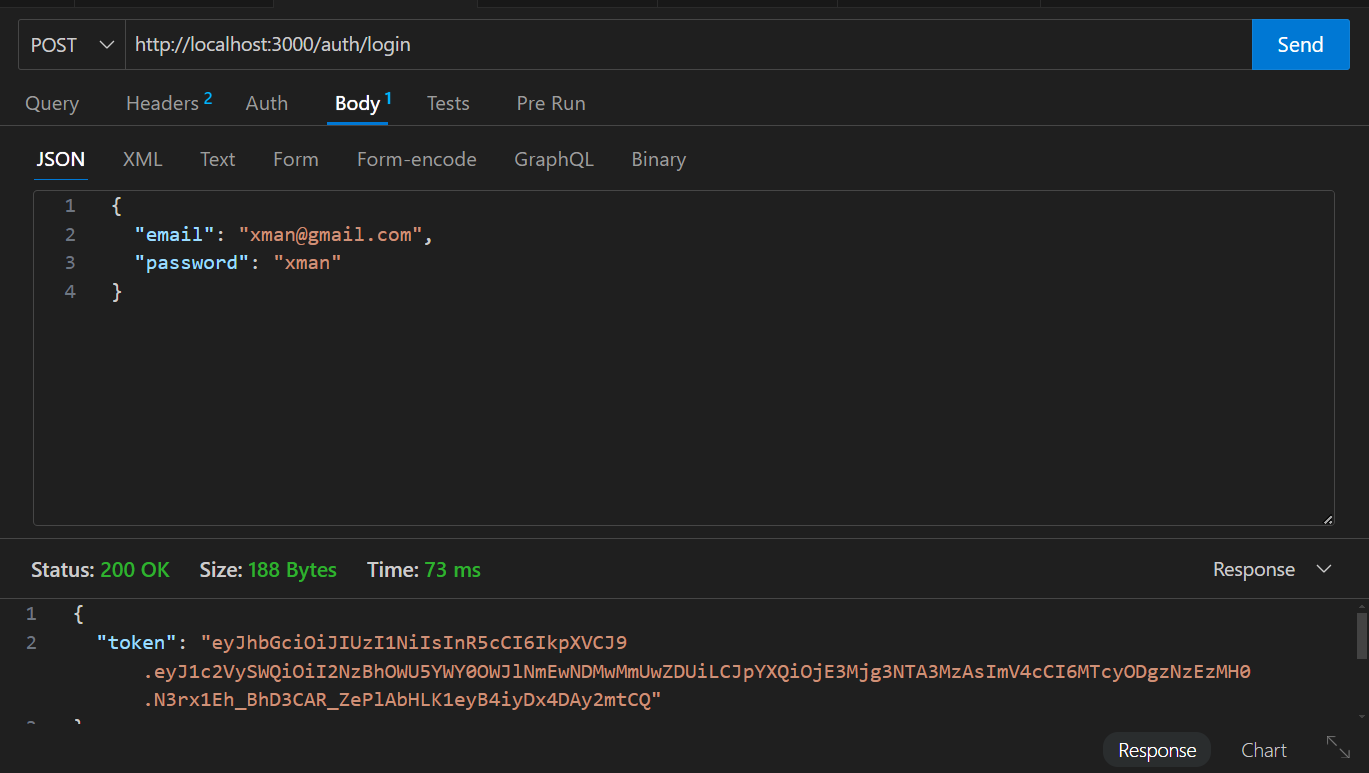 POST http://localhost:3000/auth/login Send
Query Headers 2 Auth Body 1 Tests Pre Run
JSON XML Text Form Form-encode GraphQL Binary
1 {
2 "email": "xman@gmail.com",
3 "password": "xman"
4 }
Status: 200 OK Size: 188 Bytes Time: 73 ms Response
1 {
2 "token": "eyJhbGciOiJIUzI1NiIsInR5cCI6IkpXVCJ9
.eyJ1c2VySWQiOiI2NzBhOWU5YWY0OWJlNmEwNDMwMmUwZDUiLCJpYXQiOjE3Mjg3NTA3MzAsImV4cCI6MTcyODgzNzEzMH0
.N3rx1Eh_BhD3CAR_ZePlAbHLK1eyB4iyDx4DAy2mtCQ"
Response Chart